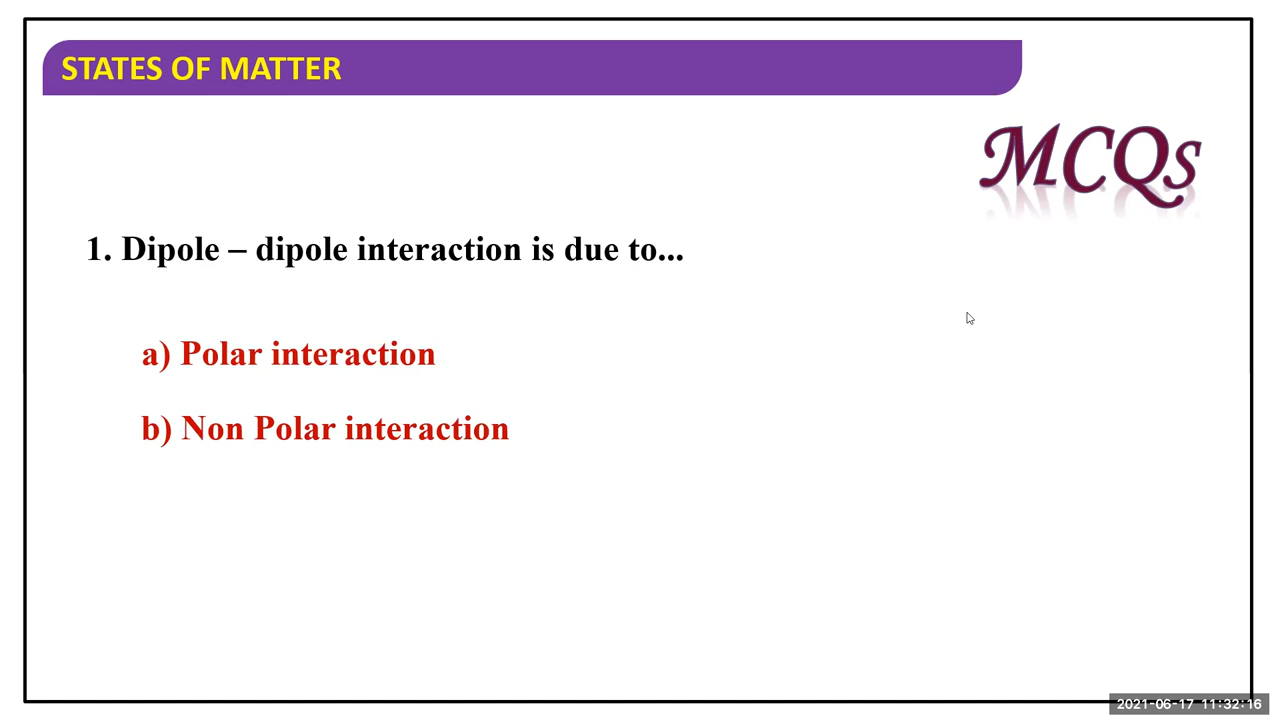 STATES OF MATTER
MCQs
1. Dipole – dipole interaction is due to...
a) Polar interaction
b) Non Polar interaction
2021-06-17 11:32:16